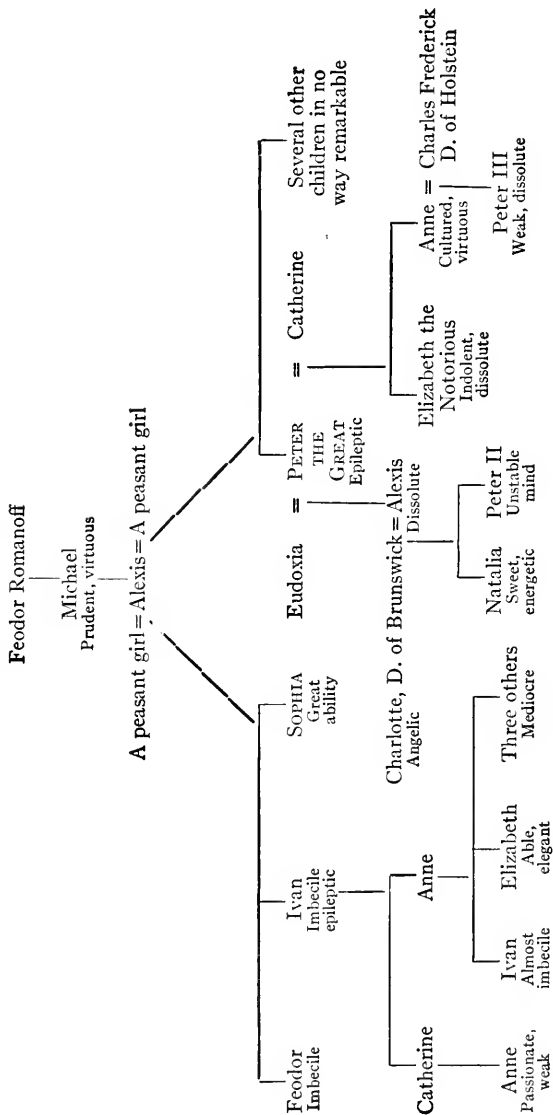 Feodor Romanoff
Michael
Prudent, virtuous
A peasant girl = Alexis = A peasant girl
Feodor
Imbecile
Ivan
Imbecile
epileptic
SOPHIA
Great
ability
Eudoxia
=
PETER
THE
GREAT
Epileptic
=
Catherine
Several other
children in no
way remarkable
Catherine
Anne
Charlotte, D. of Brunswick = Alexis
Angelic
Dissolute
Elizabeth the
Notorious
Indolent,
dissolute
Anne = Charles Frederick
Cultured,
virtuous
D. of Holstein
Anne
Passionate,
weak
Ivan
Almost
imbecile
Elizabeth
Able,
elegant
Three others
Mediocre
Natalia
Sweet,
energetic
Peter II
Unstable
mind
Peter III
Weak, dissolute